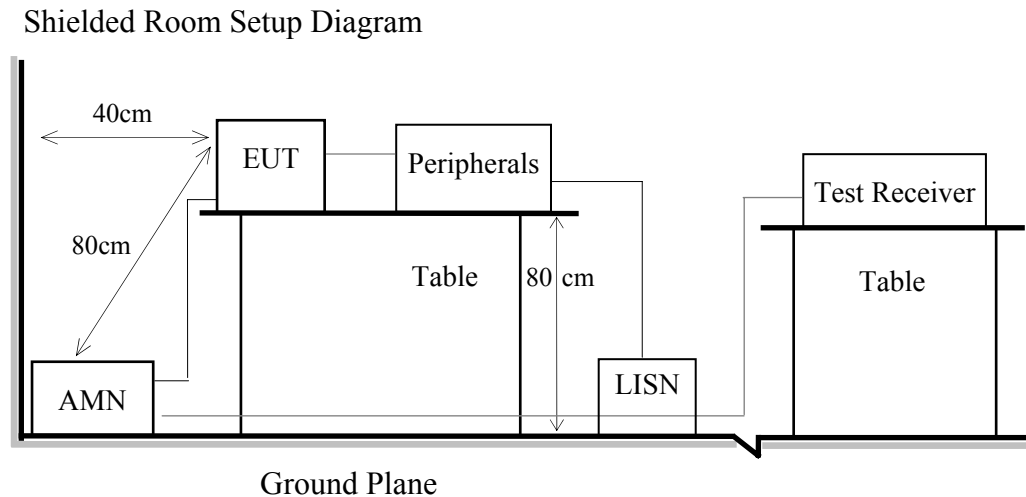 Shielded Room Setup Diagram
40cm
EUT
Peripherals
Test Receiver
80cm
Table
80 cm
Table
AMN
LISN
Ground Plane